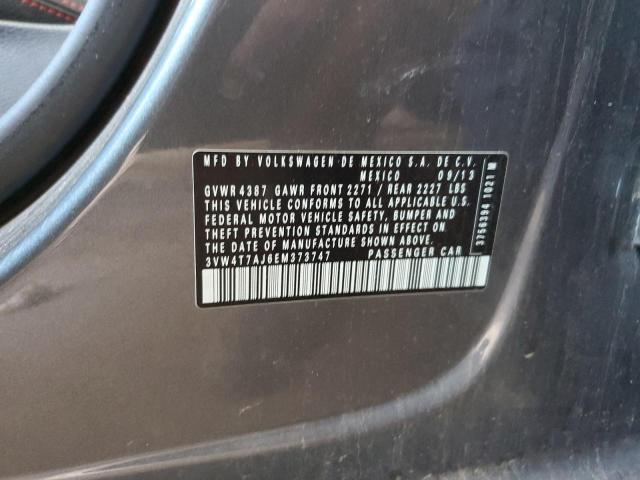 MFD BY VOLKSWAGEN DE MEXICO S.A. DE C.V.
MEXICO 09/13
GVWR 4387 GAWR FRONT 2271 / REAR 2227 LBS
THIS VEHICLE CONFORMS TO ALL APPLICABLE U.S.
FEDERAL MOTOR VEHICLE SAFETY, BUMPER AND
THEFT PREVENTION STANDARDS IN EFFECT ON
THE DATE OF MANUFACTURE SHOWN ABOVE.
3VW4T7AJ6EM373747 PASSENGER CAR
3756394 1021 M